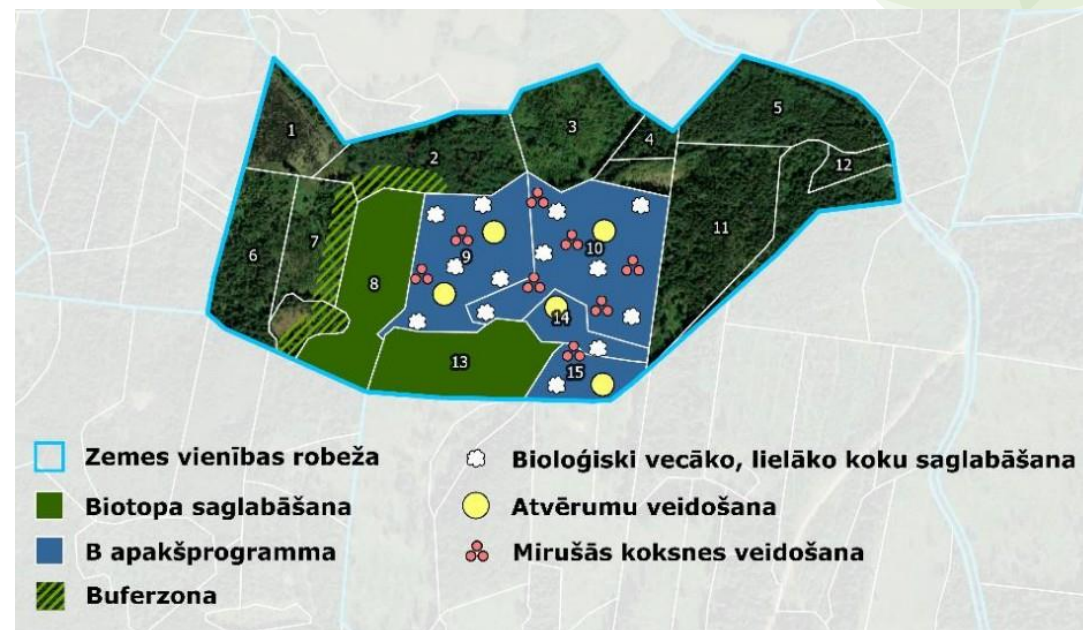 1
2
3
4
5
6
7
8
9
10
11
12
13
14
15
Zemes vienības robeža
Biotopa saglabāšana
B apakšprogramma
Buferzona
Bioloģiski vecāko, lielāko koku saglabāšana
Atvērumu veidošana
Mirušās koksnes veidošana